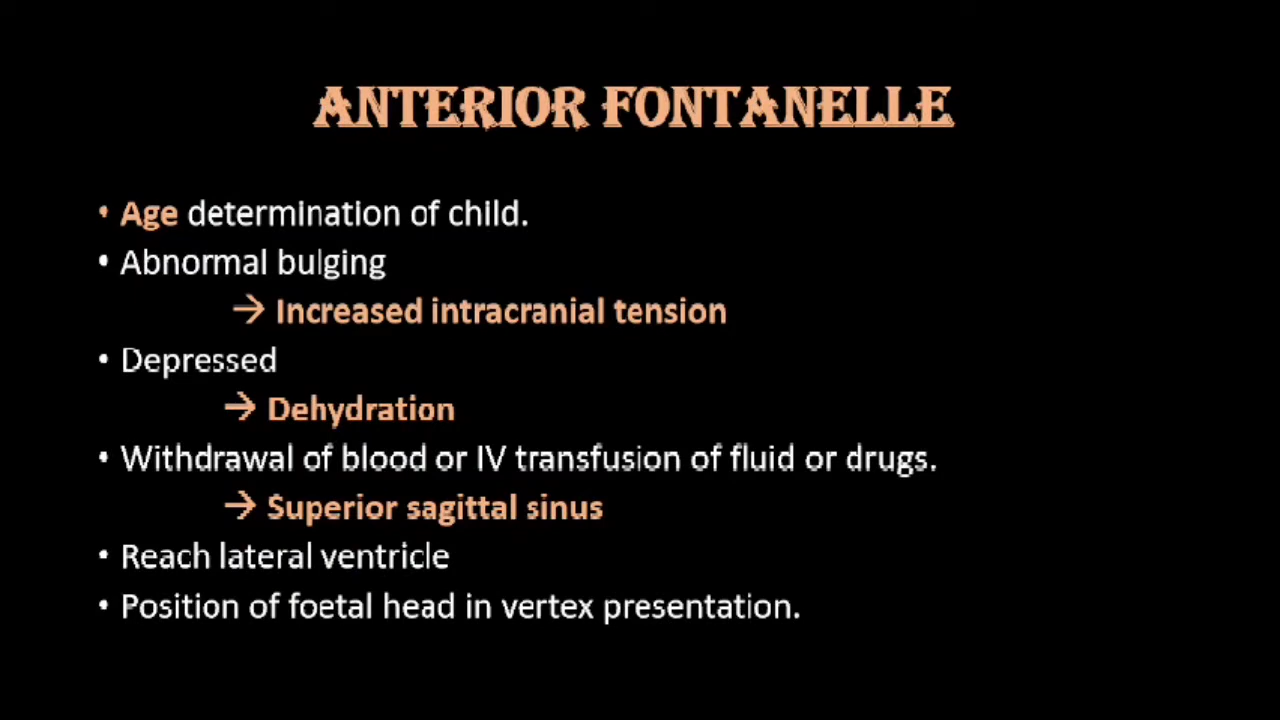 ANTERIOR FONTANELLE
• Age determination of child.
• Abnormal bulging
→ Increased intracranial tension
• Depressed
→ Dehydration
• Withdrawal of blood or IV transfusion of fluid or drugs.
→ Superior sagittal sinus
• Reach lateral ventricle
• Position of foetal head in vertex presentation.